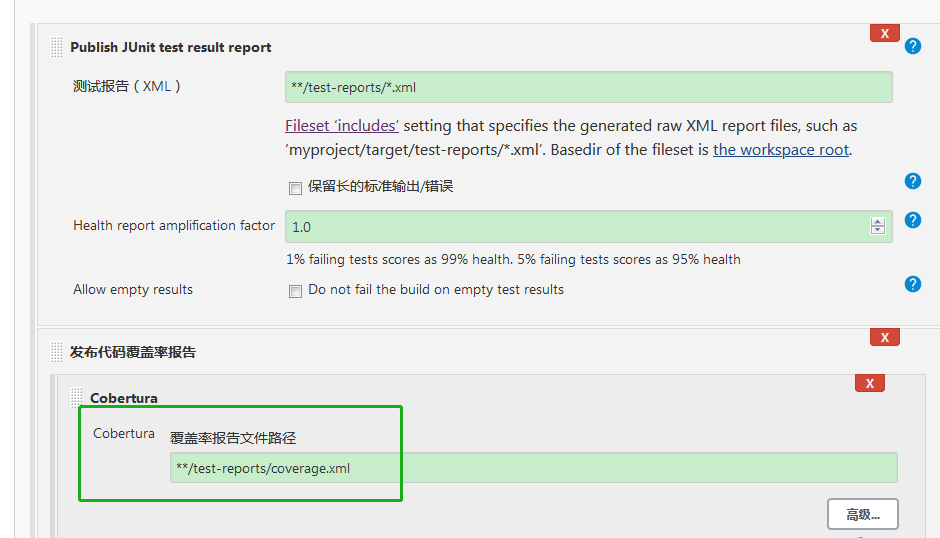 Publish JUnit test result report
X
?
测试报告（XML）
**/test-reports/*.xml
Fileset ‘includes’ setting that specifies the generated raw XML report files, such as
‘myproject/target/test-reports/*.xml’. Basedir of the fileset is the workspace root.
保留长的标准输出/错误
?
Health report amplification factor
1.0
?
1% failing tests scores as 99% health. 5% failing tests scores as 95% health
Allow empty results
Do not fail the build on empty test results
?
发布代码覆盖率报告
X
Cobertura
X
Cobertura
覆盖率报告文件路径
**/test-reports/coverage.xml
高级...